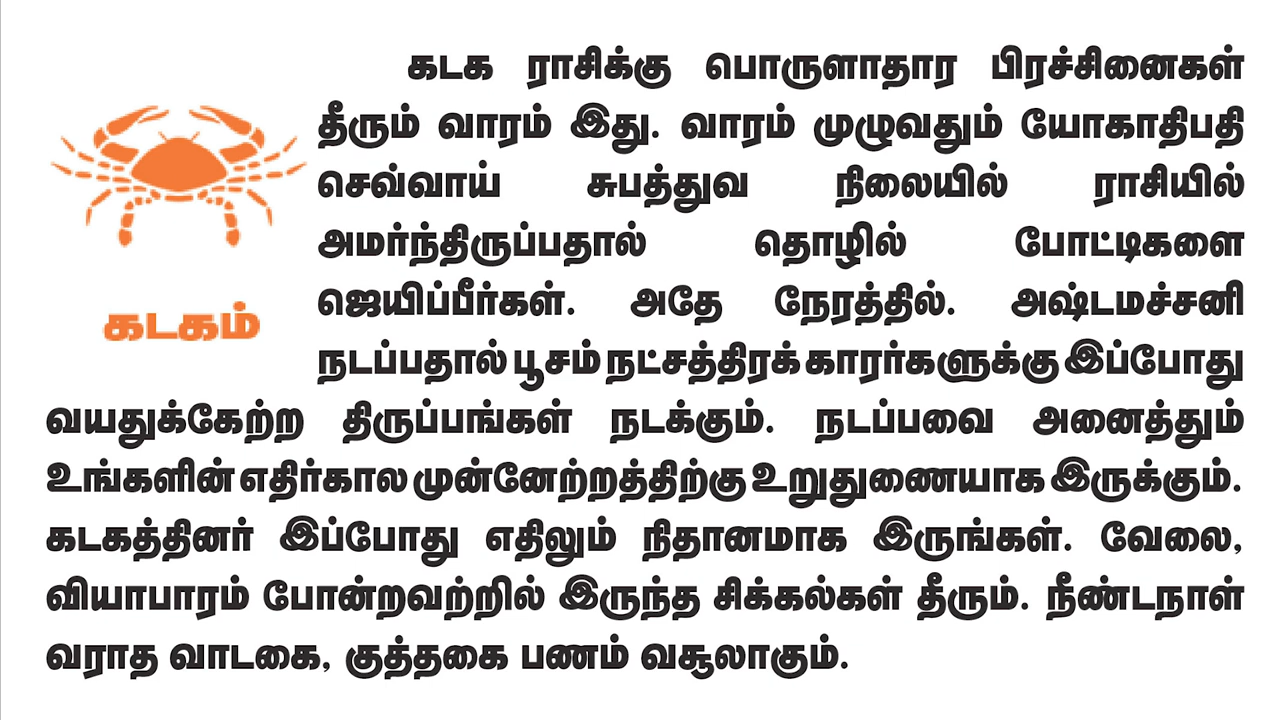 கடக ராசிக்கு பொருளாதார பிரச்சினைகள்
தீரும் வாரம் இது. வாரம் முழுவதும் யோகாதிபதி
செவ்வாய் சுபத்துவ நிலையில் ராசியில்
அமர்ந்திருப்பதால் தொழில் போட்டிகளை
ஜெயிப்பீர்கள். அதே நேரத்தில். அஷ்டமச்சனி
நடப்பதால் பூசம் நட்சத்திரக் காரர்களுக்கு இப்போது
கடகம்
வயதுக்கேற்ற திருப்பங்கள் நடக்கும். நடப்பவை அனைத்தும்
உங்களின் எதிர்கால முன்னேற்றத்திற்கு உறுதுணையாக இருக்கும்.
கடகத்தினர் இப்போது எதிலும் நிதானமாக இருங்கள். வேலை,
வியாபாரம் போன்றவற்றில் இருந்த சிக்கல்கள் தீரும். நீண்டநாள்
வராத வாடகை, குத்தகை பணம் வசூலாகும்.